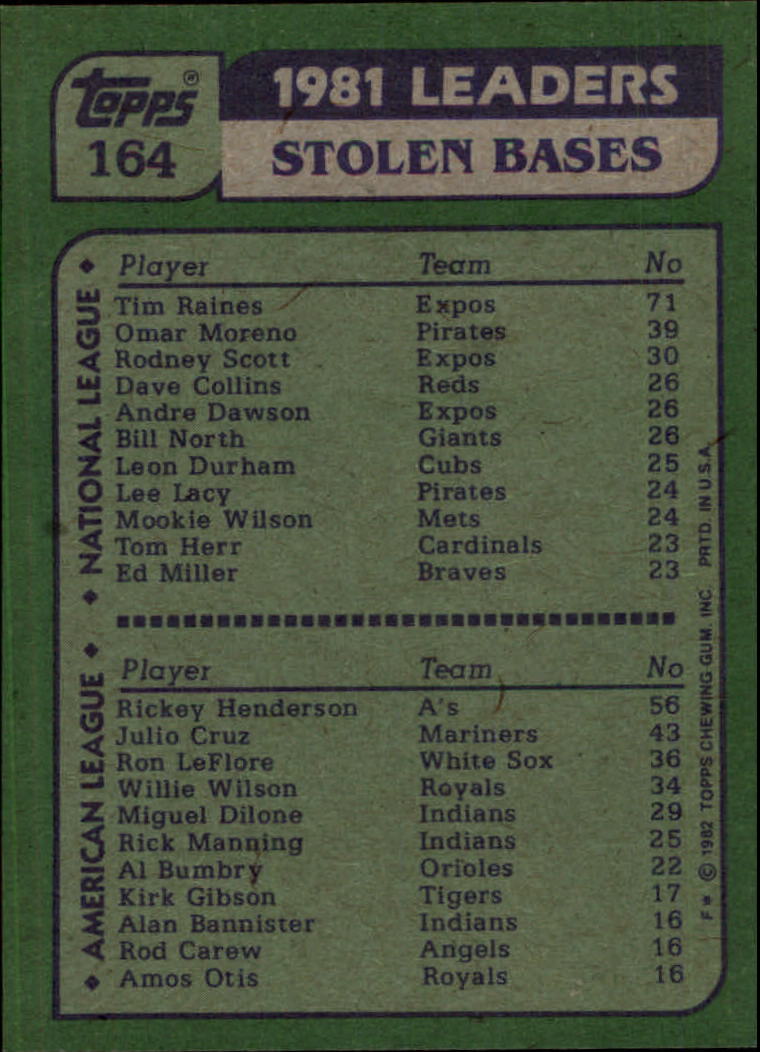 Topps®
164
1981 LEADERS
STOLEN BASES
NATIONAL LEAGUE
Player Team No
Tim Raines Expos 71
Omar Moreno Pirates 39
Rodney Scott Expos 30
Dave Collins Reds 26
Andre Dawson Expos 26
Bill North Giants 26
Leon Durham Cubs 25
Lee Lacy Pirates 24
Mookie Wilson Mets 24
Tom Herr Cardinals 23
Ed Miller Braves 23
AMERICAN LEAGUE
Player Team No
Rickey Henderson A's 56
Julio Cruz Mariners 43
Ron LeFlore White Sox 36
Willie Wilson Royals 34
Miguel Dilone Indians 29
Rick Manning Indians 25
Al Bumbry Orioles 22
Kirk Gibson Tigers 17
Alan Bannister Indians 16
Rod Carew Angels 16
Amos Otis Royals 16
F* © 1982 TOPPS CHEWING GUM, INC. PRTD. IN U.S.A.